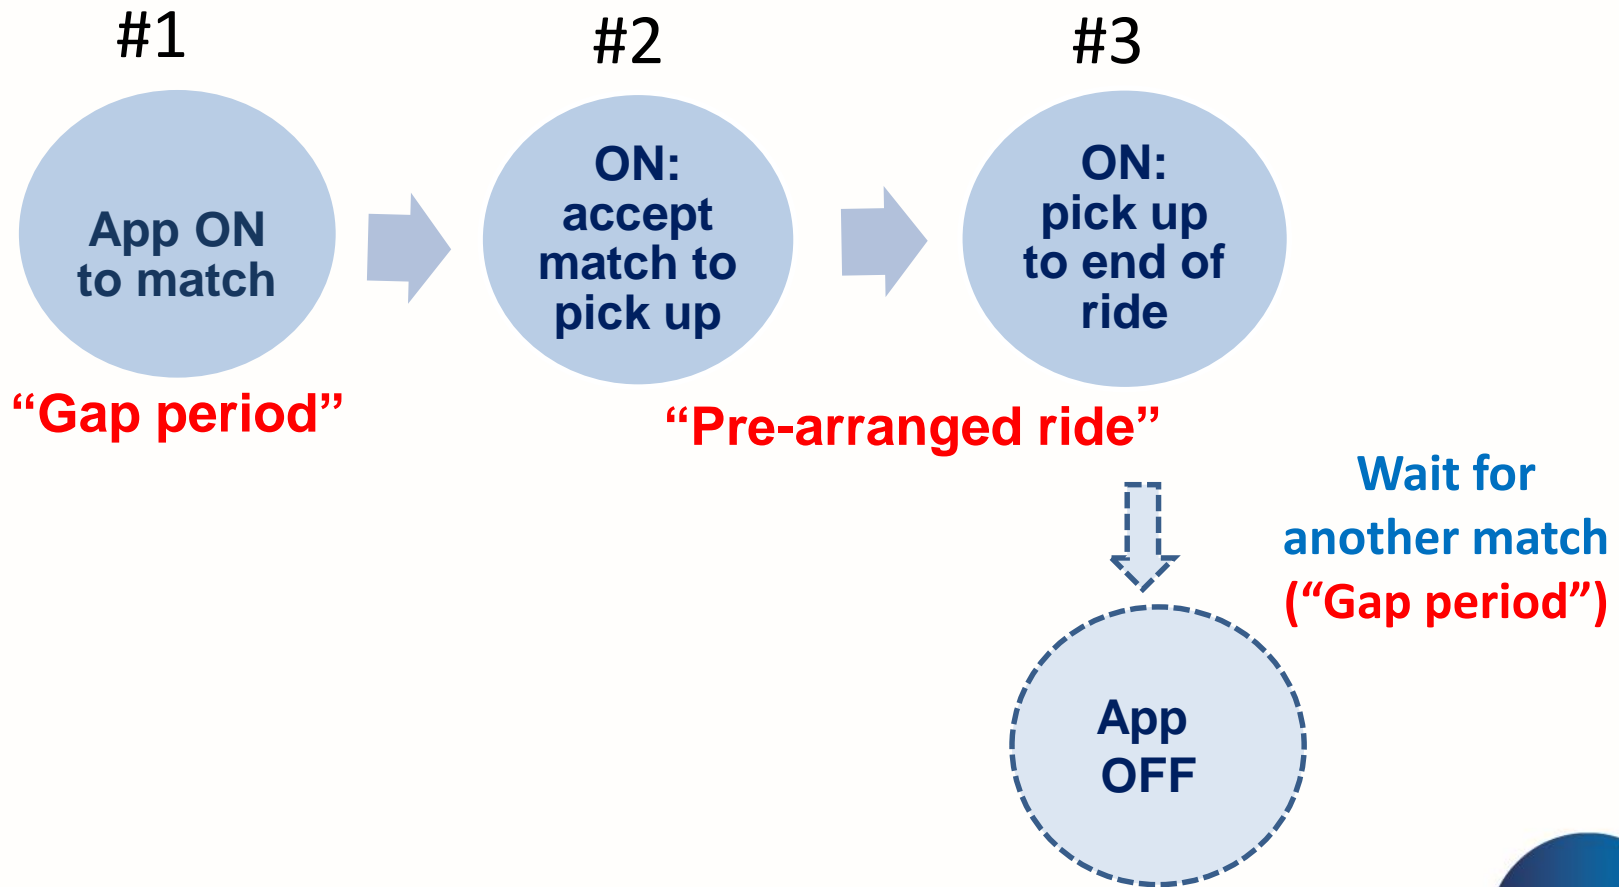 #1
#2
#3
App ON
to match
ON:
accept
match to
pick up
ON:
pick up
to end of
ride
“Gap period”
“Pre-arranged ride”
Wait for
another match
(“Gap period”)
App
OFF